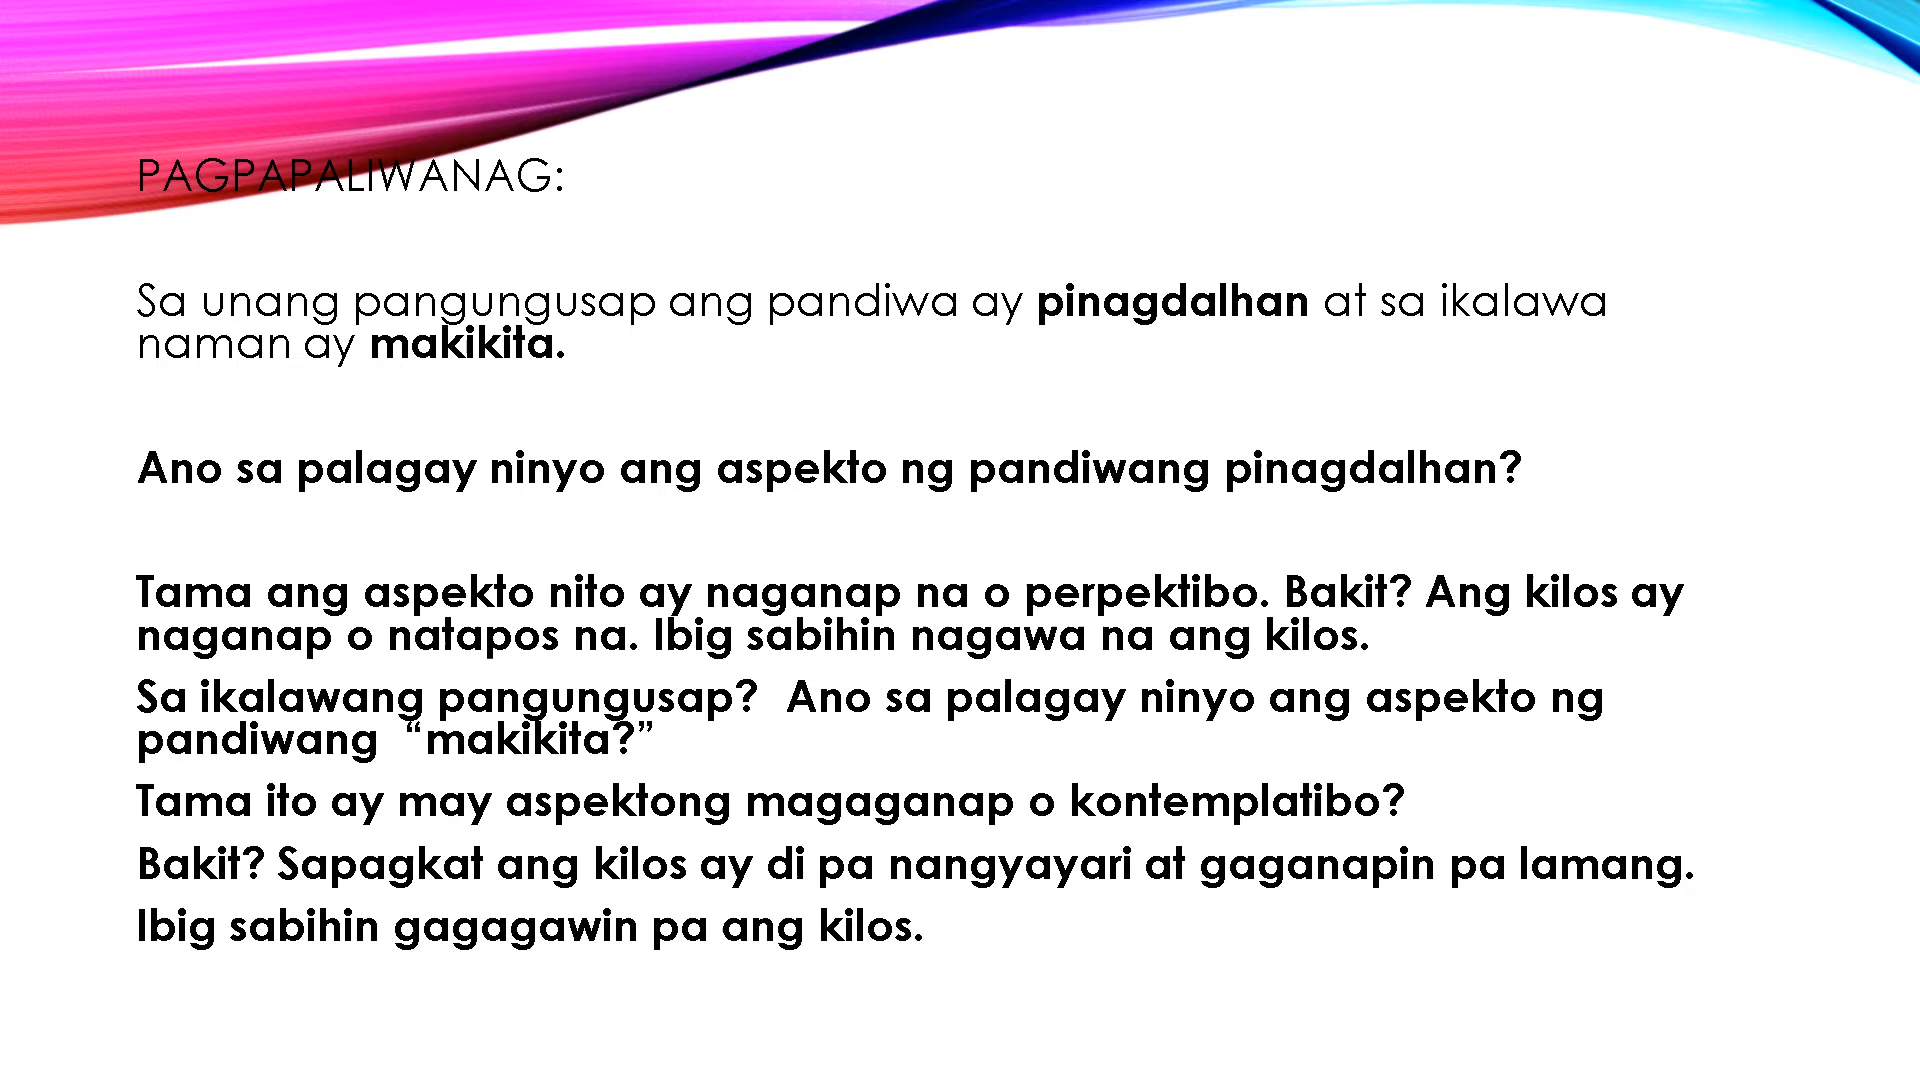 PAGPAPALIWANAG:
Sa unang pangungusap ang pandiwa ay pinagdalhan at sa ikalawa
naman ay makikita.
Ano sa palagay ninyo ang aspekto ng pandiwang pinagdalhan?
Tama ang aspekto nito ay naganap na o perpektibo. Bakit? Ang kilos ay
naganap o natapos na. Ibig sabihin nagawa na ang kilos.
Sa ikalawang pangungusap?  Ano sa palagay ninyo ang aspekto ng
pandiwang  “makikita?”
Tama ito ay may aspektong magaganap o kontemplatibo?
Bakit? Sapagkat ang kilos ay di pa nangyayari at gaganapin pa lamang.
Ibig sabihin gagagawin pa ang kilos.